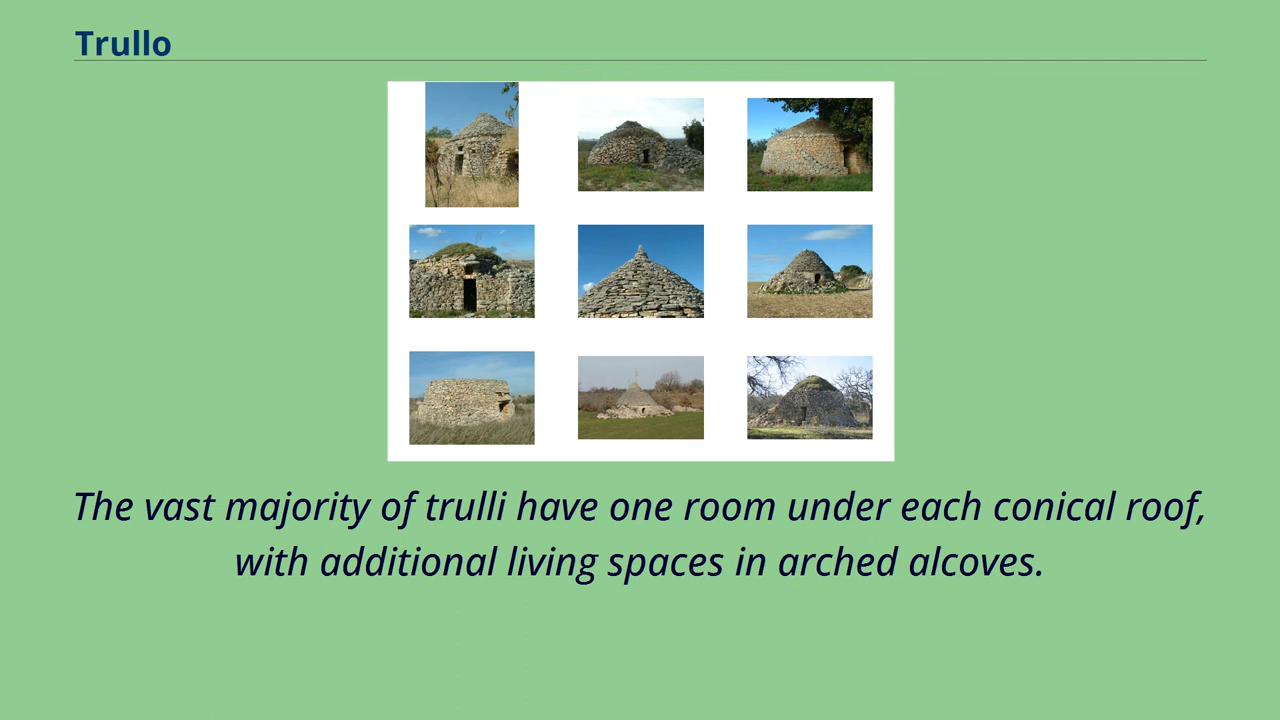 Trullo
The vast majority of trulli have one room under each conical roof,
with additional living spaces in arched alcoves.